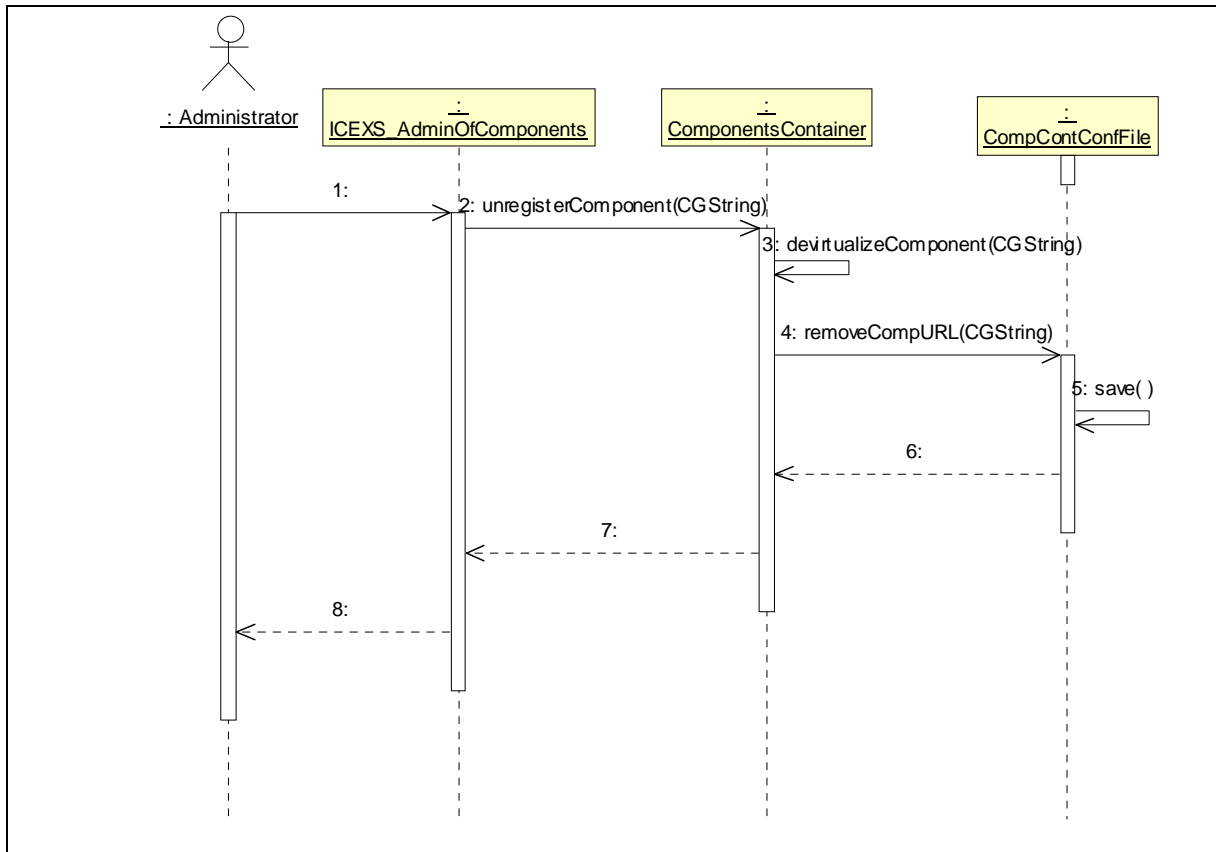 : Administrator
:
ICEXS_AdminOfComponents
:
ComponentsContainer
:
CompContConfFile
1:
2: unregisterComponent(CGString)
3: devirtualizeComponent(CGString)
4: removeCompURL(CGString)
5: save( )
6:
7:
8: